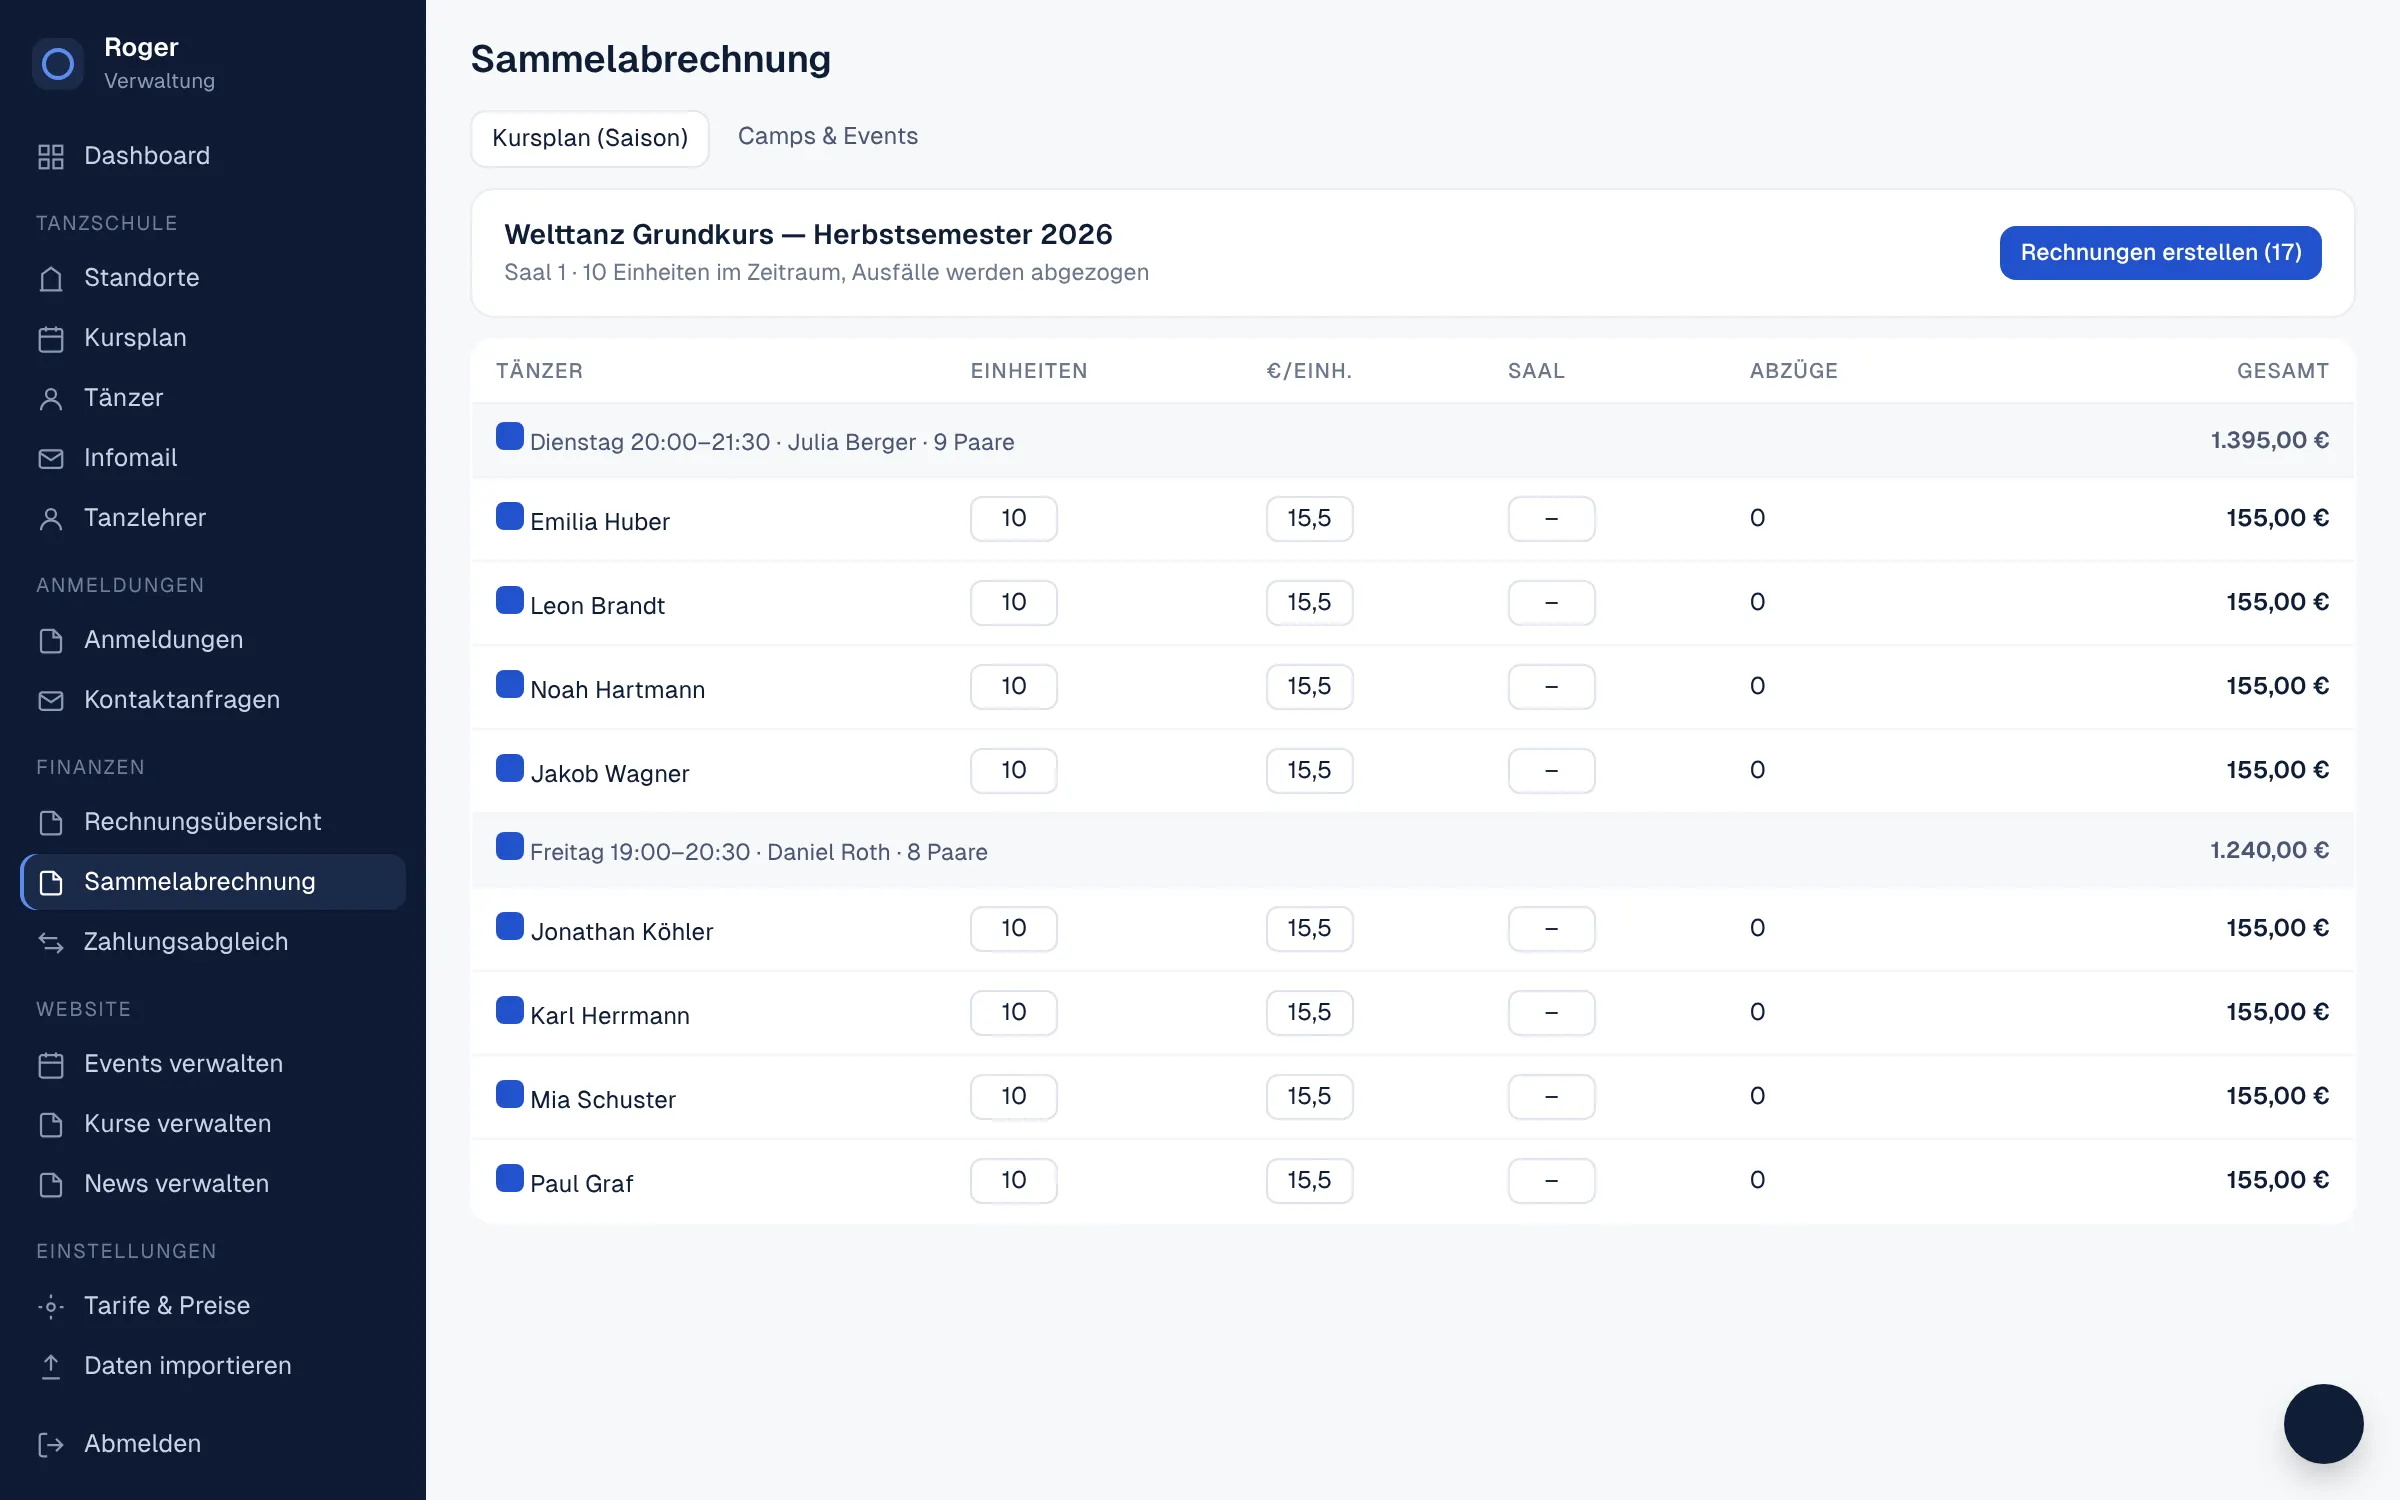 Roger
Verwaltung
Dashboard
TANZSCHULE
Standorte
Kursplan
Tänzer
Infomail
Tanzlehrer
ANMELDUNGEN
Anmeldungen
Kontaktanfragen
FINANZEN
Rechnungsübersicht
Sammelabrechnung
Zahlungsabgleich
WEBSITE
Events verwalten
Kurse verwalten
News verwalten
EINSTELLUNGEN
Tarife & Preise
Daten importieren
Abmelden
Sammelabrechnung
Kursplan (Saison) Camps & Events
Welttanz Grundkurs — Herbstsemester 2026
Saal 1 · 10 Einheiten im Zeitraum, Ausfälle werden abgezogen
Rechnungen erstellen (17)
TÄNZER EINHEITEN €/EINH. SAAL ABZÜGE GESAMT
Dienstag 20:00–21:30 · Julia Berger · 9 Paare 1.395,00 €
Emilia Huber 10 15,5 – 0 155,00 €
Leon Brandt 10 15,5 – 0 155,00 €
Noah Hartmann 10 15,5 – 0 155,00 €
Jakob Wagner 10 15,5 – 0 155,00 €
Freitag 19:00–20:30 · Daniel Roth · 8 Paare 1.240,00 €
Jonathan Köhler 10 15,5 – 0 155,00 €
Karl Herrmann 10 15,5 – 0 155,00 €
Mia Schuster 10 15,5 – 0 155,00 €
Paul Graf 10 15,5 – 0 155,00 €